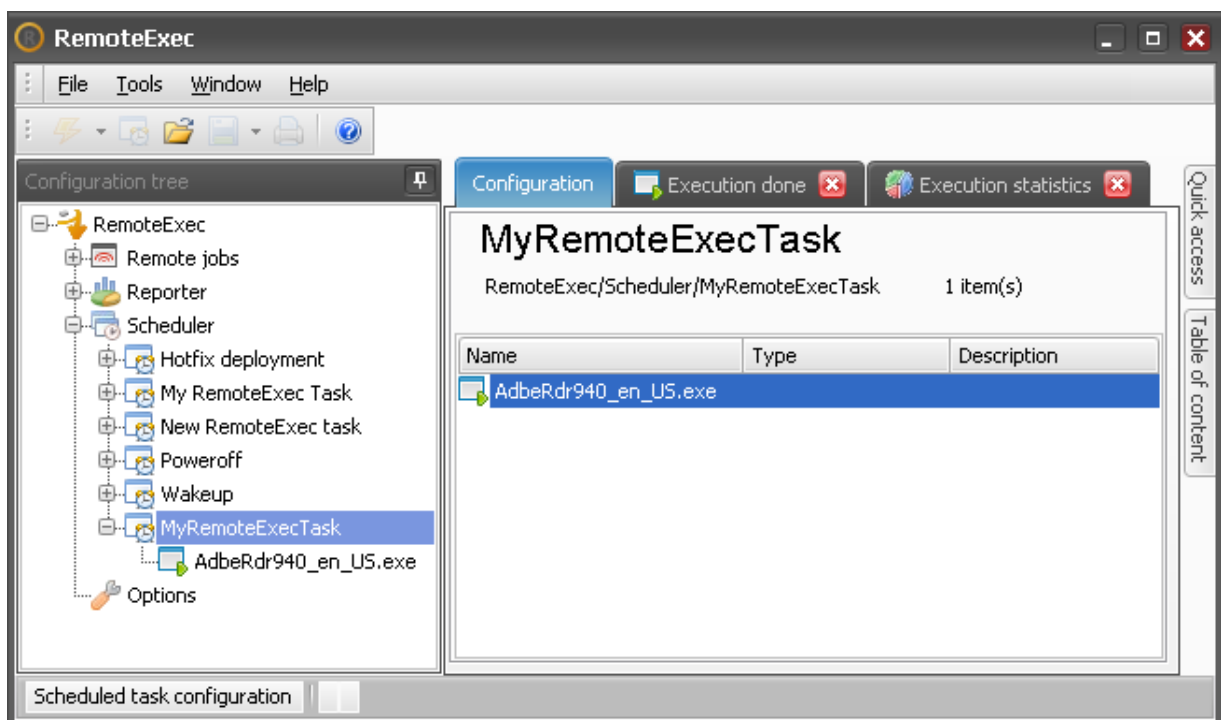 RemoteExec
File Tools Window Help
Configuration tree
RemoteExec
Remote jobs
Reporter
Scheduler
Hotfix deployment
My RemoteExec Task
New RemoteExec task
Poweroff
Wakeup
MyRemoteExecTask
AdbeRdr940_en_US.exe
Options
Configuration Execution done Execution statistics
MyRemoteExecTask
RemoteExec/Scheduler/MyRemoteExecTask 1 item(s)
Name Type Description
AdbeRdr940_en_US.exe
Quick access
Table of content
Scheduled task configuration